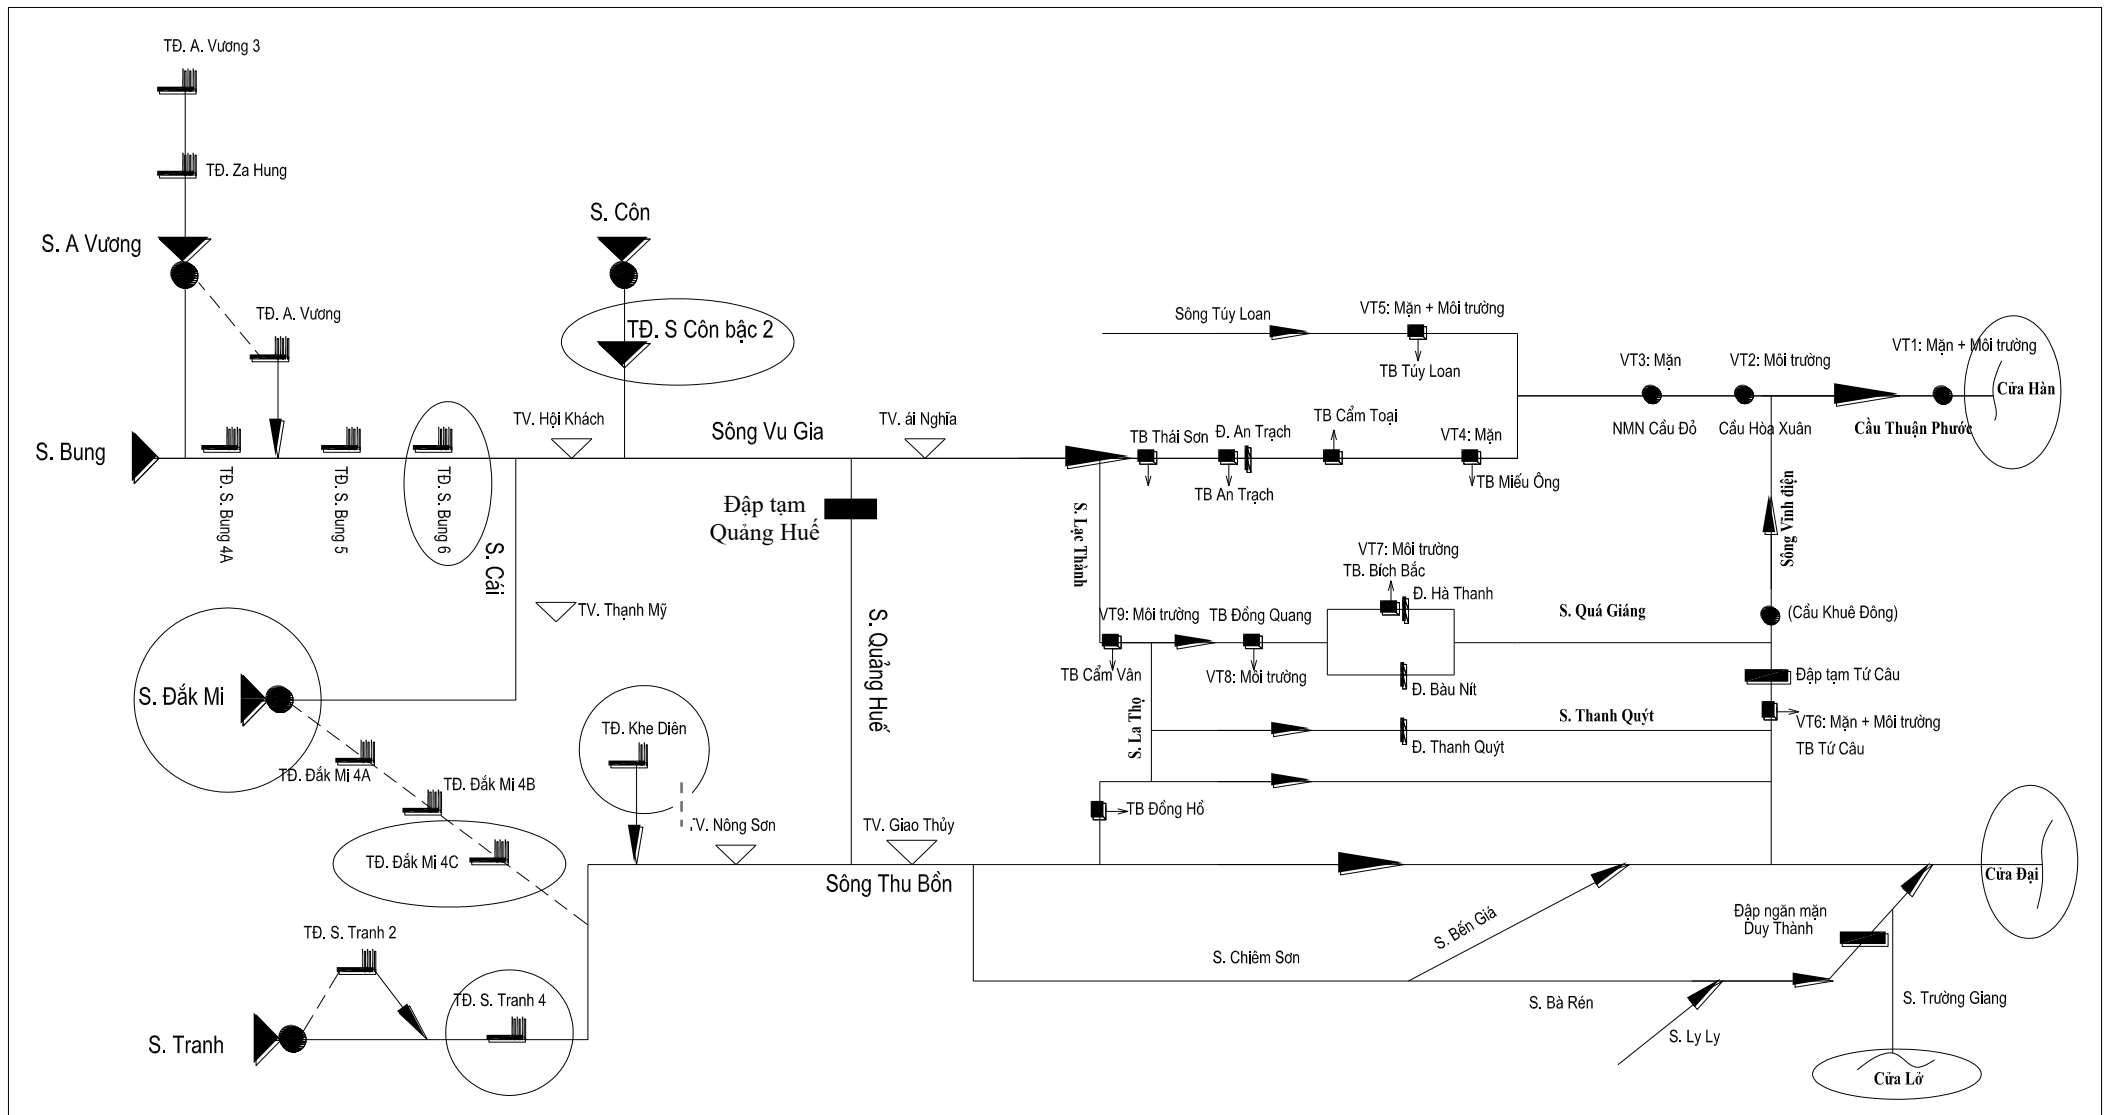 TĐ. A. Vương 3
TĐ. Za Hung
S. A Vương
S. Côn
TĐ. A. Vương
TĐ. S Côn bậc 2
Sông Túy Loan
VT5: Mặn + Môi trường
TB Túy Loan
VT3: Mặn
VT2: Môi trường
VT1: Mặn + Môi trường
Cửa Hàn
NMN Cầu Đỏ
Cầu Hòa Xuân
Cầu Thuận Phước
S. Bung
TĐ. S. Bung 4A
TĐ. S. Bung 5
TĐ. S. Bung 6
TV. Hội Khách
Sông Vu Gia
TV. ái Nghĩa
TB Thái Sơn
Đ. An Trạch
TB An Trạch
TB Cẩm Toại
VT4: Mặn
TB Miếu Ông
Đập tạm
Quảng Huế
S. Cái
S. Lạc Thành
Sông Vĩnh điện
TV. Thạnh Mỹ
S. Quảng Huế
VT7: Môi trường
TB. Bích Bắc
Đ. Hà Thanh
VT9: Môi trường
TB Đồng Quang
S. Quá Giáng
(Cầu Khuê Đông)
TB Cẩm Vân
VT8: Môi trường
Đ. Bàu Nít
Đập tạm Tứ Câu
S. Đắk Mi
S. La Thọ
S. Thanh Quýt
Đ. Thanh Quýt
VT6: Mặn + Môi trường
TB Tứ Câu
TĐ. Khe Diên
TĐ. Đắk Mi 4A
TĐ. Đắk Mi 4B
TĐ. Đắk Mi 4C
TV. Nông Sơn
TV. Giao Thủy
TB Đồng Hồ
Sông Thu Bồn
Cửa Đại
TĐ. S. Tranh 2
S. Bến Giá
Đập ngăn mặn
Duy Thành
S. Chiêm Sơn
TĐ. S. Tranh 4
S. Bà Rén
S. Trường Giang
S. Tranh
S. Ly Ly
Cửa Lở